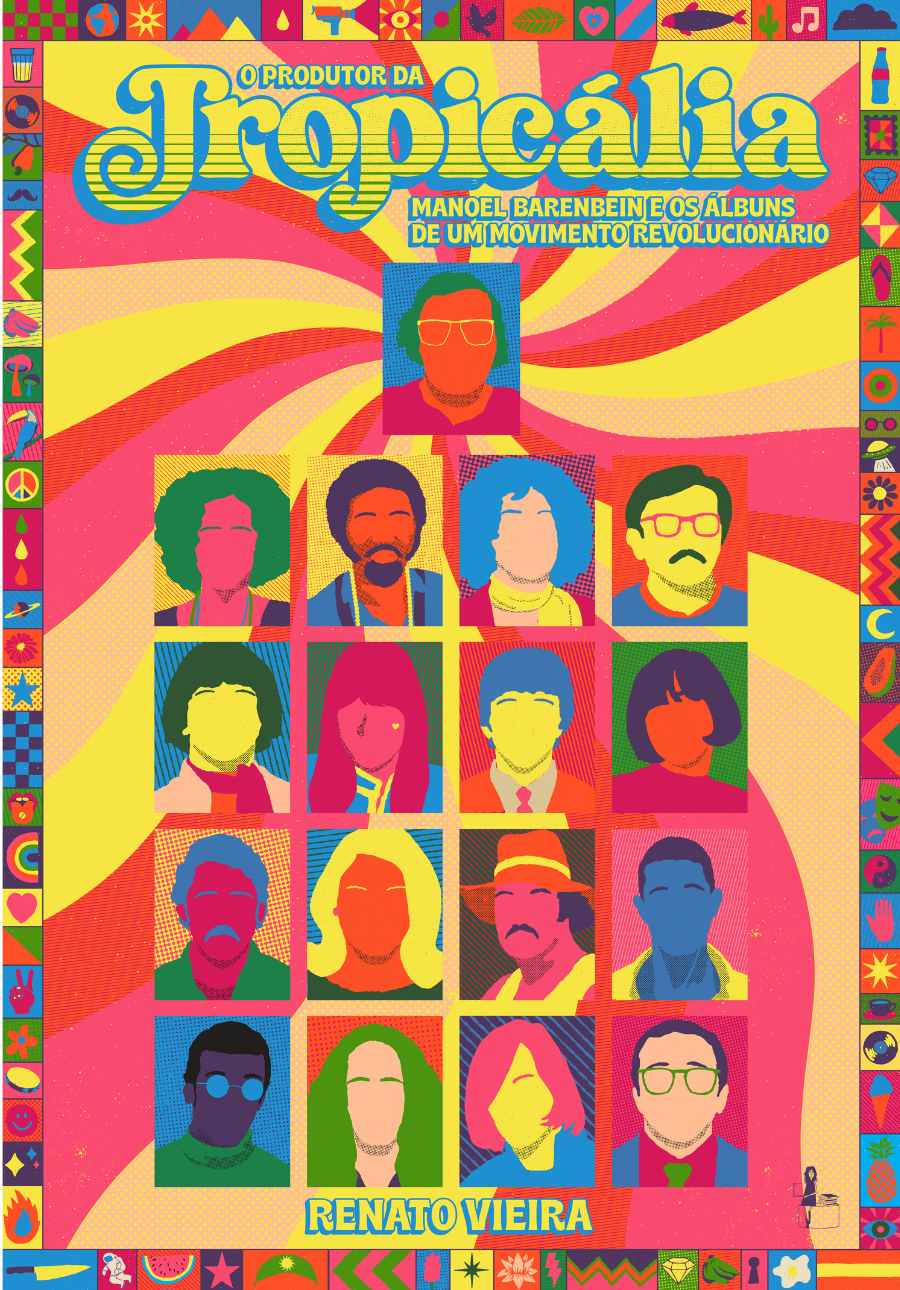 O PRODUTOR DA
Tropicália
MANOEL BARENBEIN E OS ÁLBUNS
DE UM MOVIMENTO REVOLUCIONÁRIO
RENATO VIEIRA